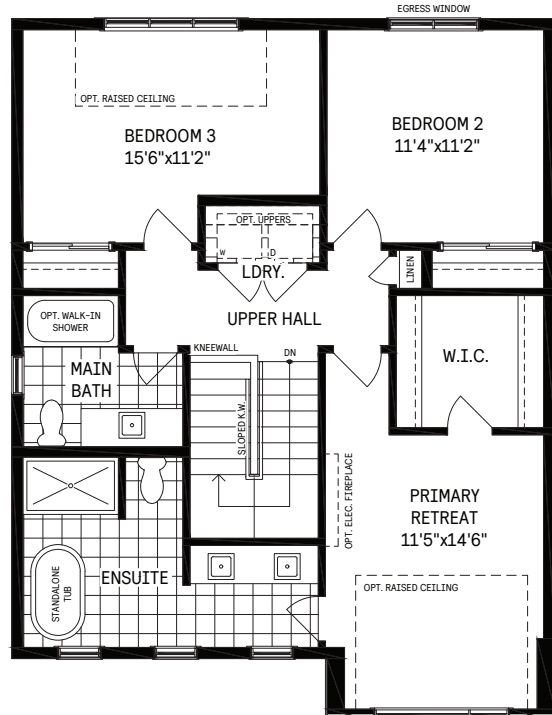 EGRESS WINDOW
OPT. RAISED CEILING
BEDROOM 3
15'6"x11'2"
BEDROOM 2
11'4"x11'2"
OPT. UPPERS
W
D
LDRY.
LINEN
UPPER HALL
OPT. WALK-IN
SHOWER
KNEEWALL
DN
MAIN
BATH
W.I.C.
SLOPED K.W.
OPT. ELEC. FIREPLACE
PRIMARY
RETREAT
11'5"x14'6"
ENSUITE
STANDALONE
TUB
OPT. RAISED CEILING